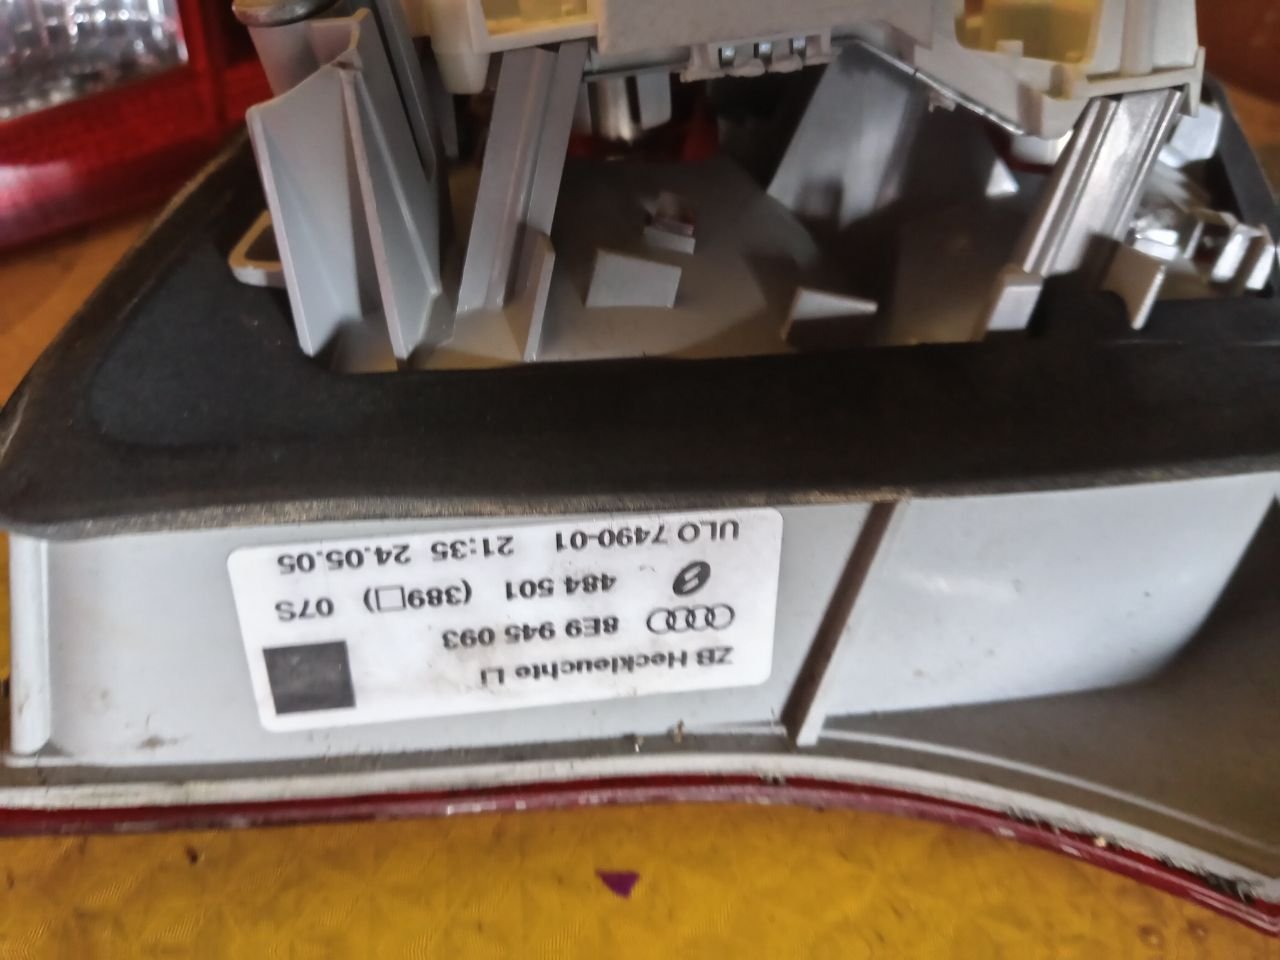 ZB Heckleuchte Li
8E9 945 093
484 501 (389□) 07S
ULO 7490-01 21:35 24.05.05